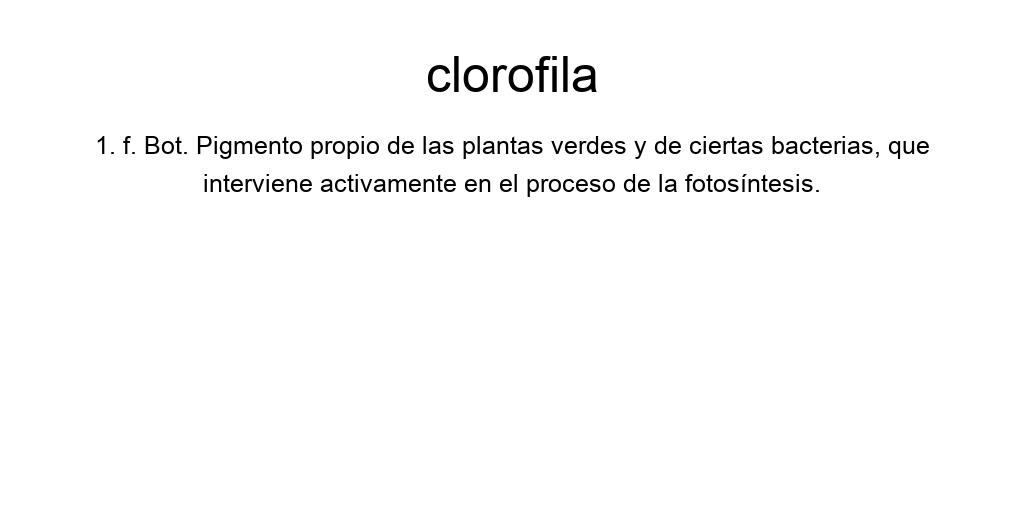 clorofila
1. f. Bot. Pigmento propio de las plantas verdes y de ciertas bacterias, que
interviene activamente en el proceso de la fotosíntesis.